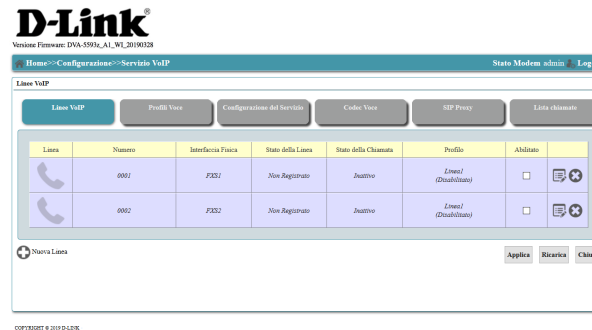 D-Link®
Versione Firmware: DVA-5593z_A1_WI_20190328
Home>>Configurazione>>Servizio VoIP Stato Modem admin Log
Linee VoIP
Linee VoIP Profili Voce Configurazione del Servizio Codec Voce SIP Proxy Lista chiamate
Linea Numero Interfaccia Fisica Stato della Linea Stato della Chiamata Profilo Abilitato
0001 FXS1 Non Registrato Inattivo Linea1 (Disabilitato)
0002 FXS2 Non Registrato Inattivo Linea1 (Disabilitato)
Nuova Linea Applica Ricarica Chiu
COPYRIGHT © 2019 D-LINK